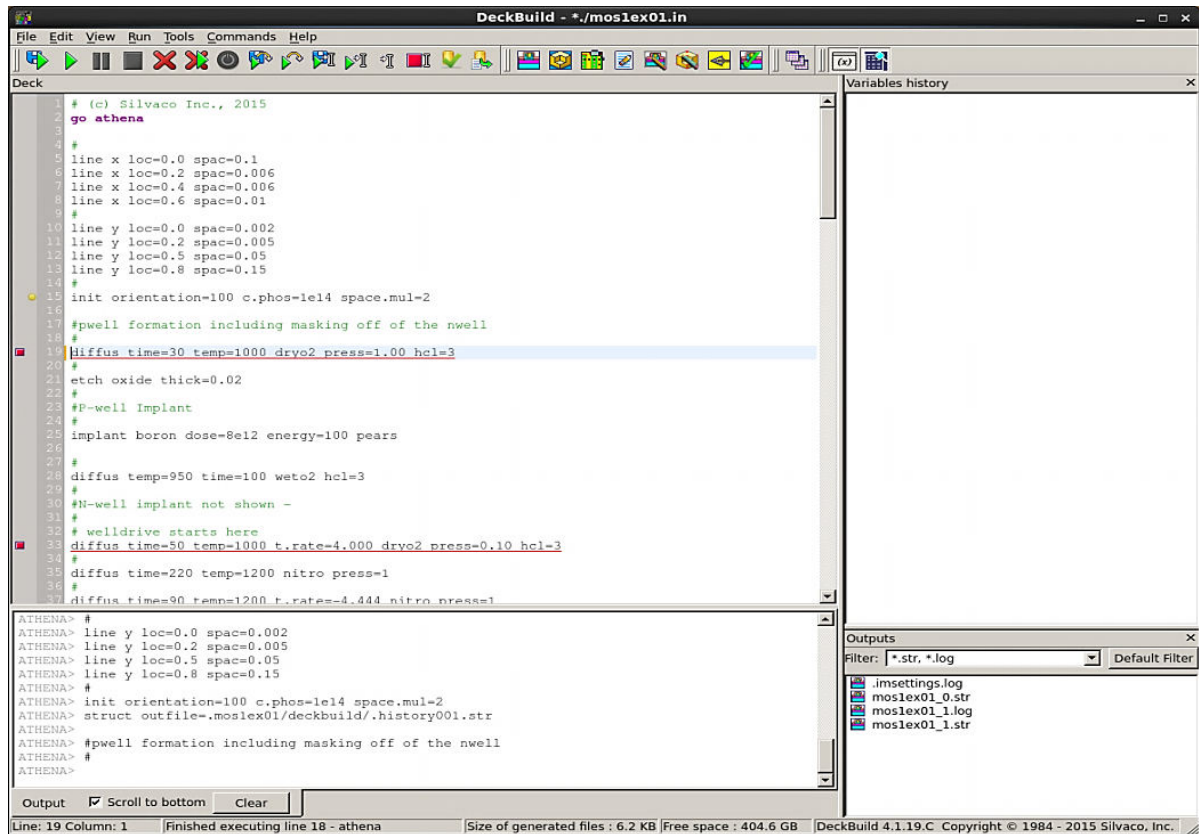 DeckBuild - *./mos1ex01.in
File Edit View Run Tools Commands Help
Deck
1 # (c) Silvaco Inc., 2015
2 go athena
3
4 #
5 line x loc=0.0 spac=0.1
6 line x loc=0.2 spac=0.006
7 line x loc=0.4 spac=0.006
8 line x loc=0.6 spac=0.01
9 #
10 line y loc=0.0 spac=0.002
11 line y loc=0.2 spac=0.005
12 line y loc=0.5 spac=0.05
13 line y loc=0.8 spac=0.15
14 #
15 init orientation=100 c.phos=1e14 space.mul=2
16
17 #pwell formation including masking off of the nwell
18 #
19 diffus time=30 temp=1000 dryo2 press=1.00 hcl=3
20 #
21 etch oxide thick=0.02
22 #
23 #P-well Implant
24 #
25 implant boron dose=8e12 energy=100 pears
26
27 #
28 diffus temp=950 time=100 weto2 hcl=3
29 #
30 #N-well implant not shown -
31 #
32 # welldrive starts here
33 diffus time=50 temp=1000 t.rate=4.000 dryo2 press=0.10 hcl=3
34 #
35 diffus time=220 temp=1200 nitro press=1
36 #
37 diffus time=90 temp=1200 t.rate=-4.444 nitro press=1
ATHENA> #
ATHENA> line y loc=0.0 spac=0.002
ATHENA> line y loc=0.2 spac=0.005
ATHENA> line y loc=0.5 spac=0.05
ATHENA> line y loc=0.8 spac=0.15
ATHENA> #
ATHENA> init orientation=100 c.phos=1e14 space.mul=2
ATHENA> struct outfile=.mos1ex01/deckbuild/.history001.str
ATHENA>
ATHENA> #pwell formation including masking off of the nwell
ATHENA> #
ATHENA>
Output Scroll to bottom Clear
Variables history
(x)
Outputs
Filter: *.str, *.log Default Filter
.imsettings.log
mos1ex01_0.str
mos1ex01_1.log
mos1ex01_1.str
Line: 19 Column: 1 Finished executing line 18 - athena Size of generated files : 6.2 KB Free space : 404.6 GB DeckBuild 4.1.19.C Copyright © 1984 - 2015 Silvaco, Inc.